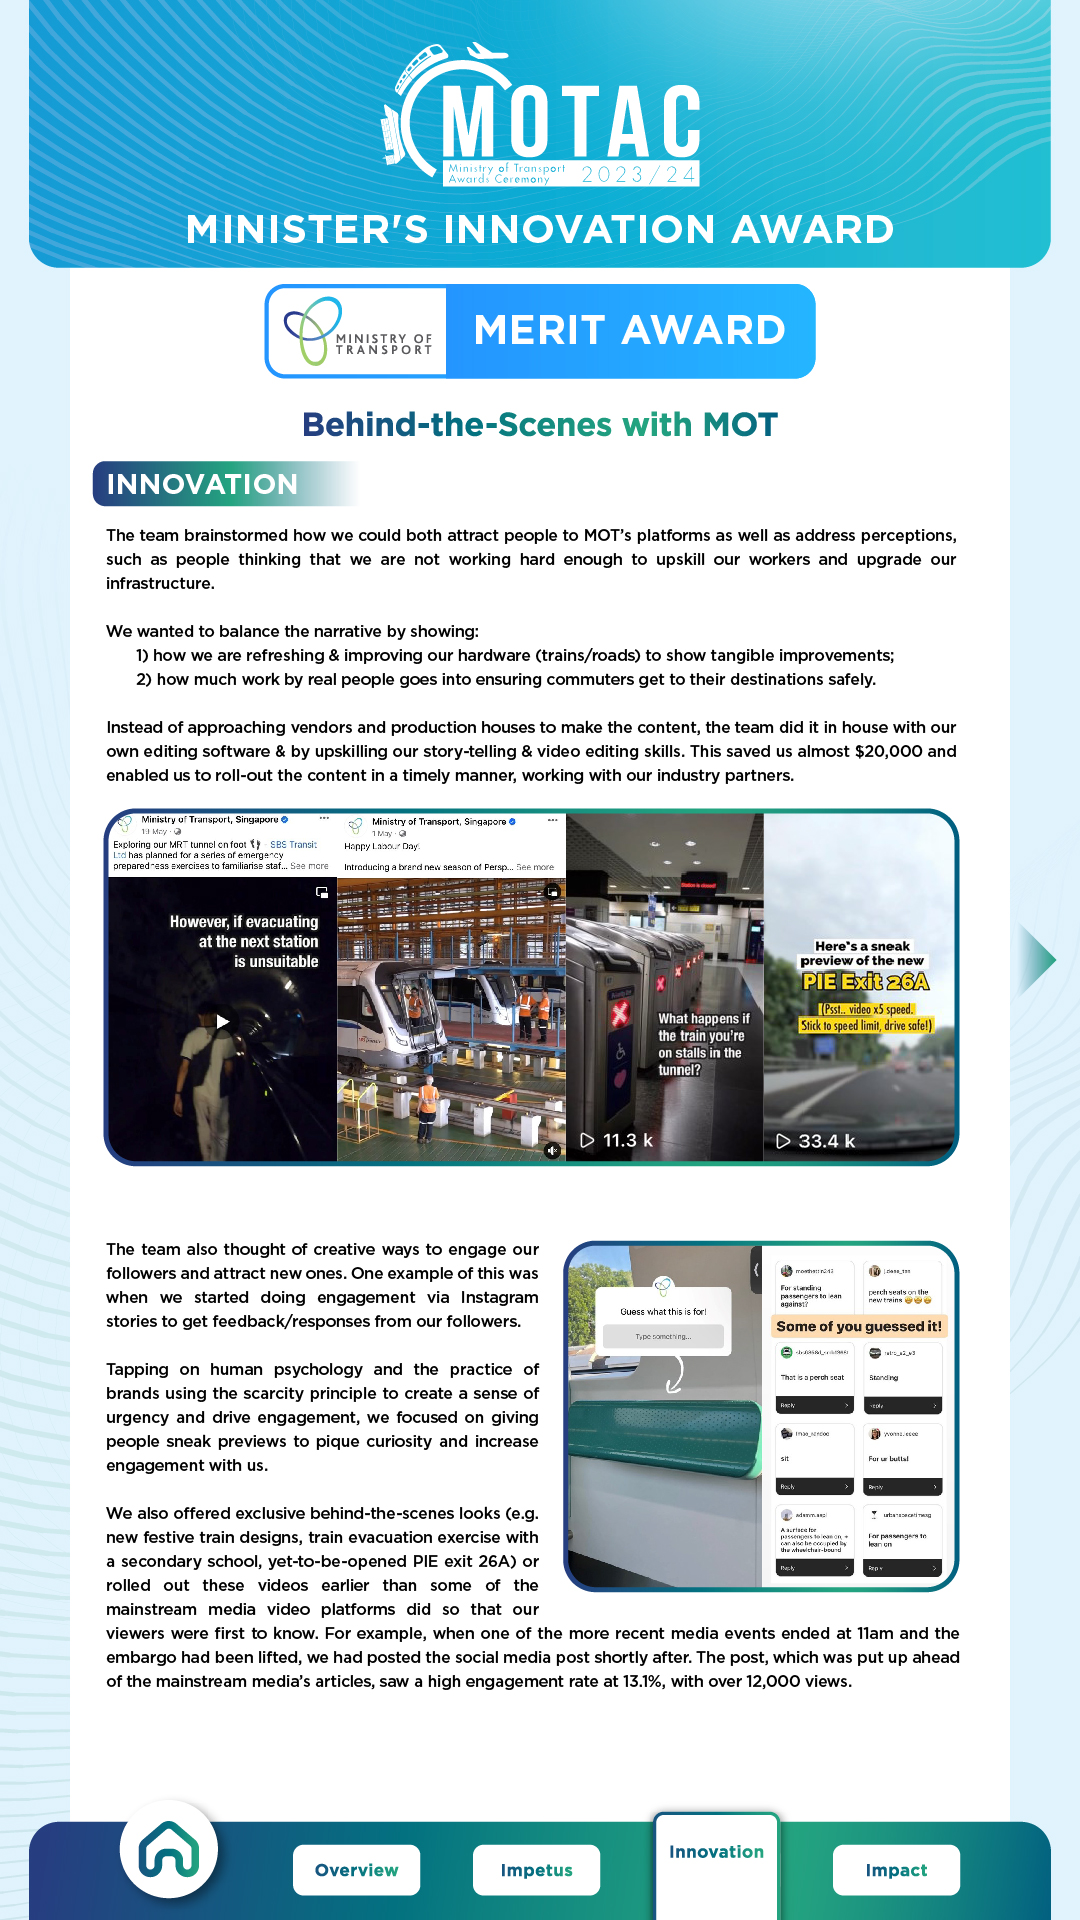 MOTAC
Ministry of Transport
Awards Ceremony
2023/24
MINISTER'S INNOVATION AWARD
MINISTRY OF
TRANSPORT
MERIT AWARD
Behind-the-Scenes with MOT
INNOVATION
The team brainstormed how we could both attract people to MOT's platforms as well as address perceptions,
such as people thinking that we are not working hard enough to upskill our workers and upgrade our
infrastructure.
We wanted to balance the narrative by showing:
1) how we are refreshing & improving our hardware (trains/roads) to show tangible improvements;
2) how much work by real people goes into ensuring commuters get to their destinations safely.
Instead of approaching vendors and production houses to make the content, the team did it in house with our
own editing software & by upskilling our story-telling & video editing skills. This saved us almost $20,000 and
enabled us to roll-out the content in a timely manner, working with our industry partners.
Ministry of Transport, Singapore
19 May ·
Exploring our MRT tunnel on foot - SBS Transit
Ltd has planned for a series of emergency
preparedness exercises to familiarise staf... See more
However, if evacuating
at the next station
is unsuitable
Ministry of Transport, Singapore
1 May ·
Happy Labour Day!
Introducing a brand new season of Persp... See more
Station is closed!
What happens if
the train you're
on stalls in the
tunnel?
11.3 k
Here's a sneak
preview of the new
PIE Exit 26A
(Psst.. video x5 speed.
Stick to speed limit, drive safe!)
33.4 k
The team also thought of creative ways to engage our
followers and attract new ones. One example of this was
when we started doing engagement via Instagram
stories to get feedback/responses from our followers.
Tapping on human psychology and the practice of
brands using the scarcity principle to create a sense of
urgency and drive engagement, we focused on giving
people sneak previews to pique curiosity and increase
engagement with us.
We also offered exclusive behind-the-scenes looks (e.g.
new festive train designs, train evacuation exercise with
a secondary school, yet-to-be-opened PIE exit 26A) or
rolled out these videos earlier than some of the
mainstream media video platforms did so that our
viewers were first to know. For example, when one of the more recent media events ended at 11am and the
embargo had been lifted, we had posted the social media post shortly after. The post, which was put up ahead
of the mainstream media's articles, saw a high engagement rate at 13.1%, with over 12,000 views.
Guess what this is for!
Type something...
For standing
passengers to lean
against?
perch seats on the
new trains
Some of you guessed it!
That is a perch seat
Reply
Standing
Reply
sit
Reply
For ur butts!
Reply
A surface for
passengers to lean on, +
can also be occupied by
the wheelchair-bound
Reply
urbanspacetimesg
For passengers to
lean on
Reply
Overview
Impetus
Innovation
Impact